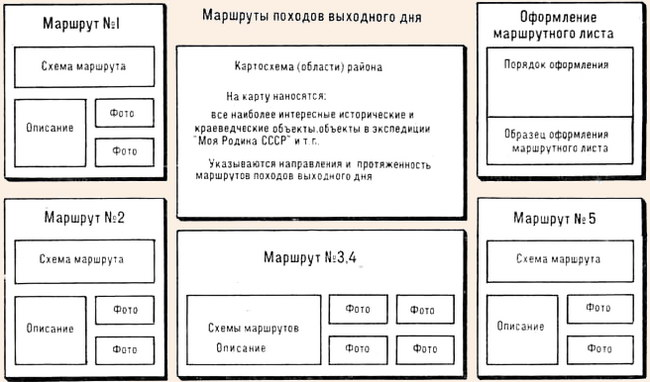 Маршруты походов выходного дня
Маршрут №1
Схема маршрута
Описание
Фото
Фото
Картосхема (области) района
На карту наносятся:
все наиболее интересные исторические и
краеведческие объекты, объекты в экспедиции
"Моя Родина СССР" и т.г.
Указываются направления и протяженность
маршрутов походов выходного дня
Оформление
маршрутного листа
Порядок оформления
Образец оформления
маршрутного листа
Маршрут №2
Схема маршрута
Описание
Фото
Фото
Маршрут №3,4
Схемы маршрутов
Описание
Фото
Фото
Фото
Фото
Маршрут №5
Схема маршрута
Описание
Фото
Фото